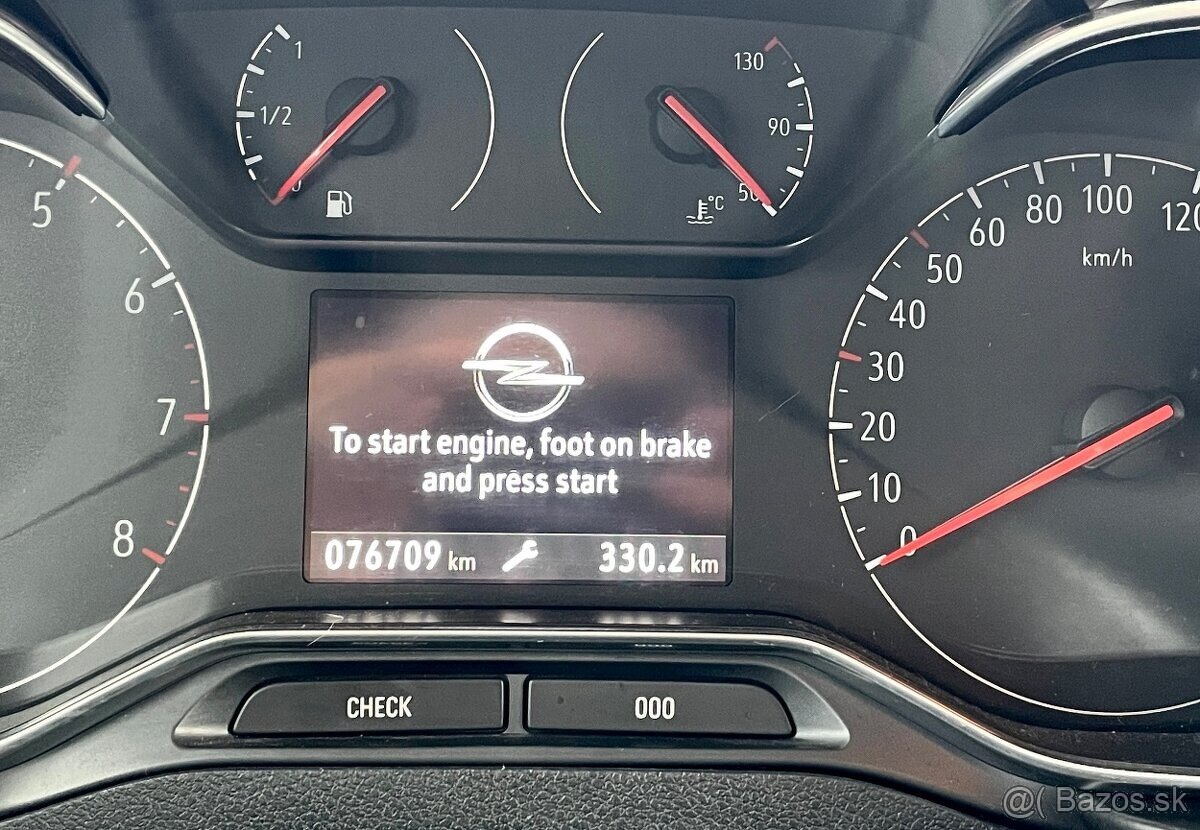 1
1/2
0
130
90
50
°C
5
6
7
8
120
100
80
60
50
40
30
20
10
0
km/h
To start engine, foot on brake
and press start
076709 km 330.2 km
CHECK 000
@( Bazos.sk